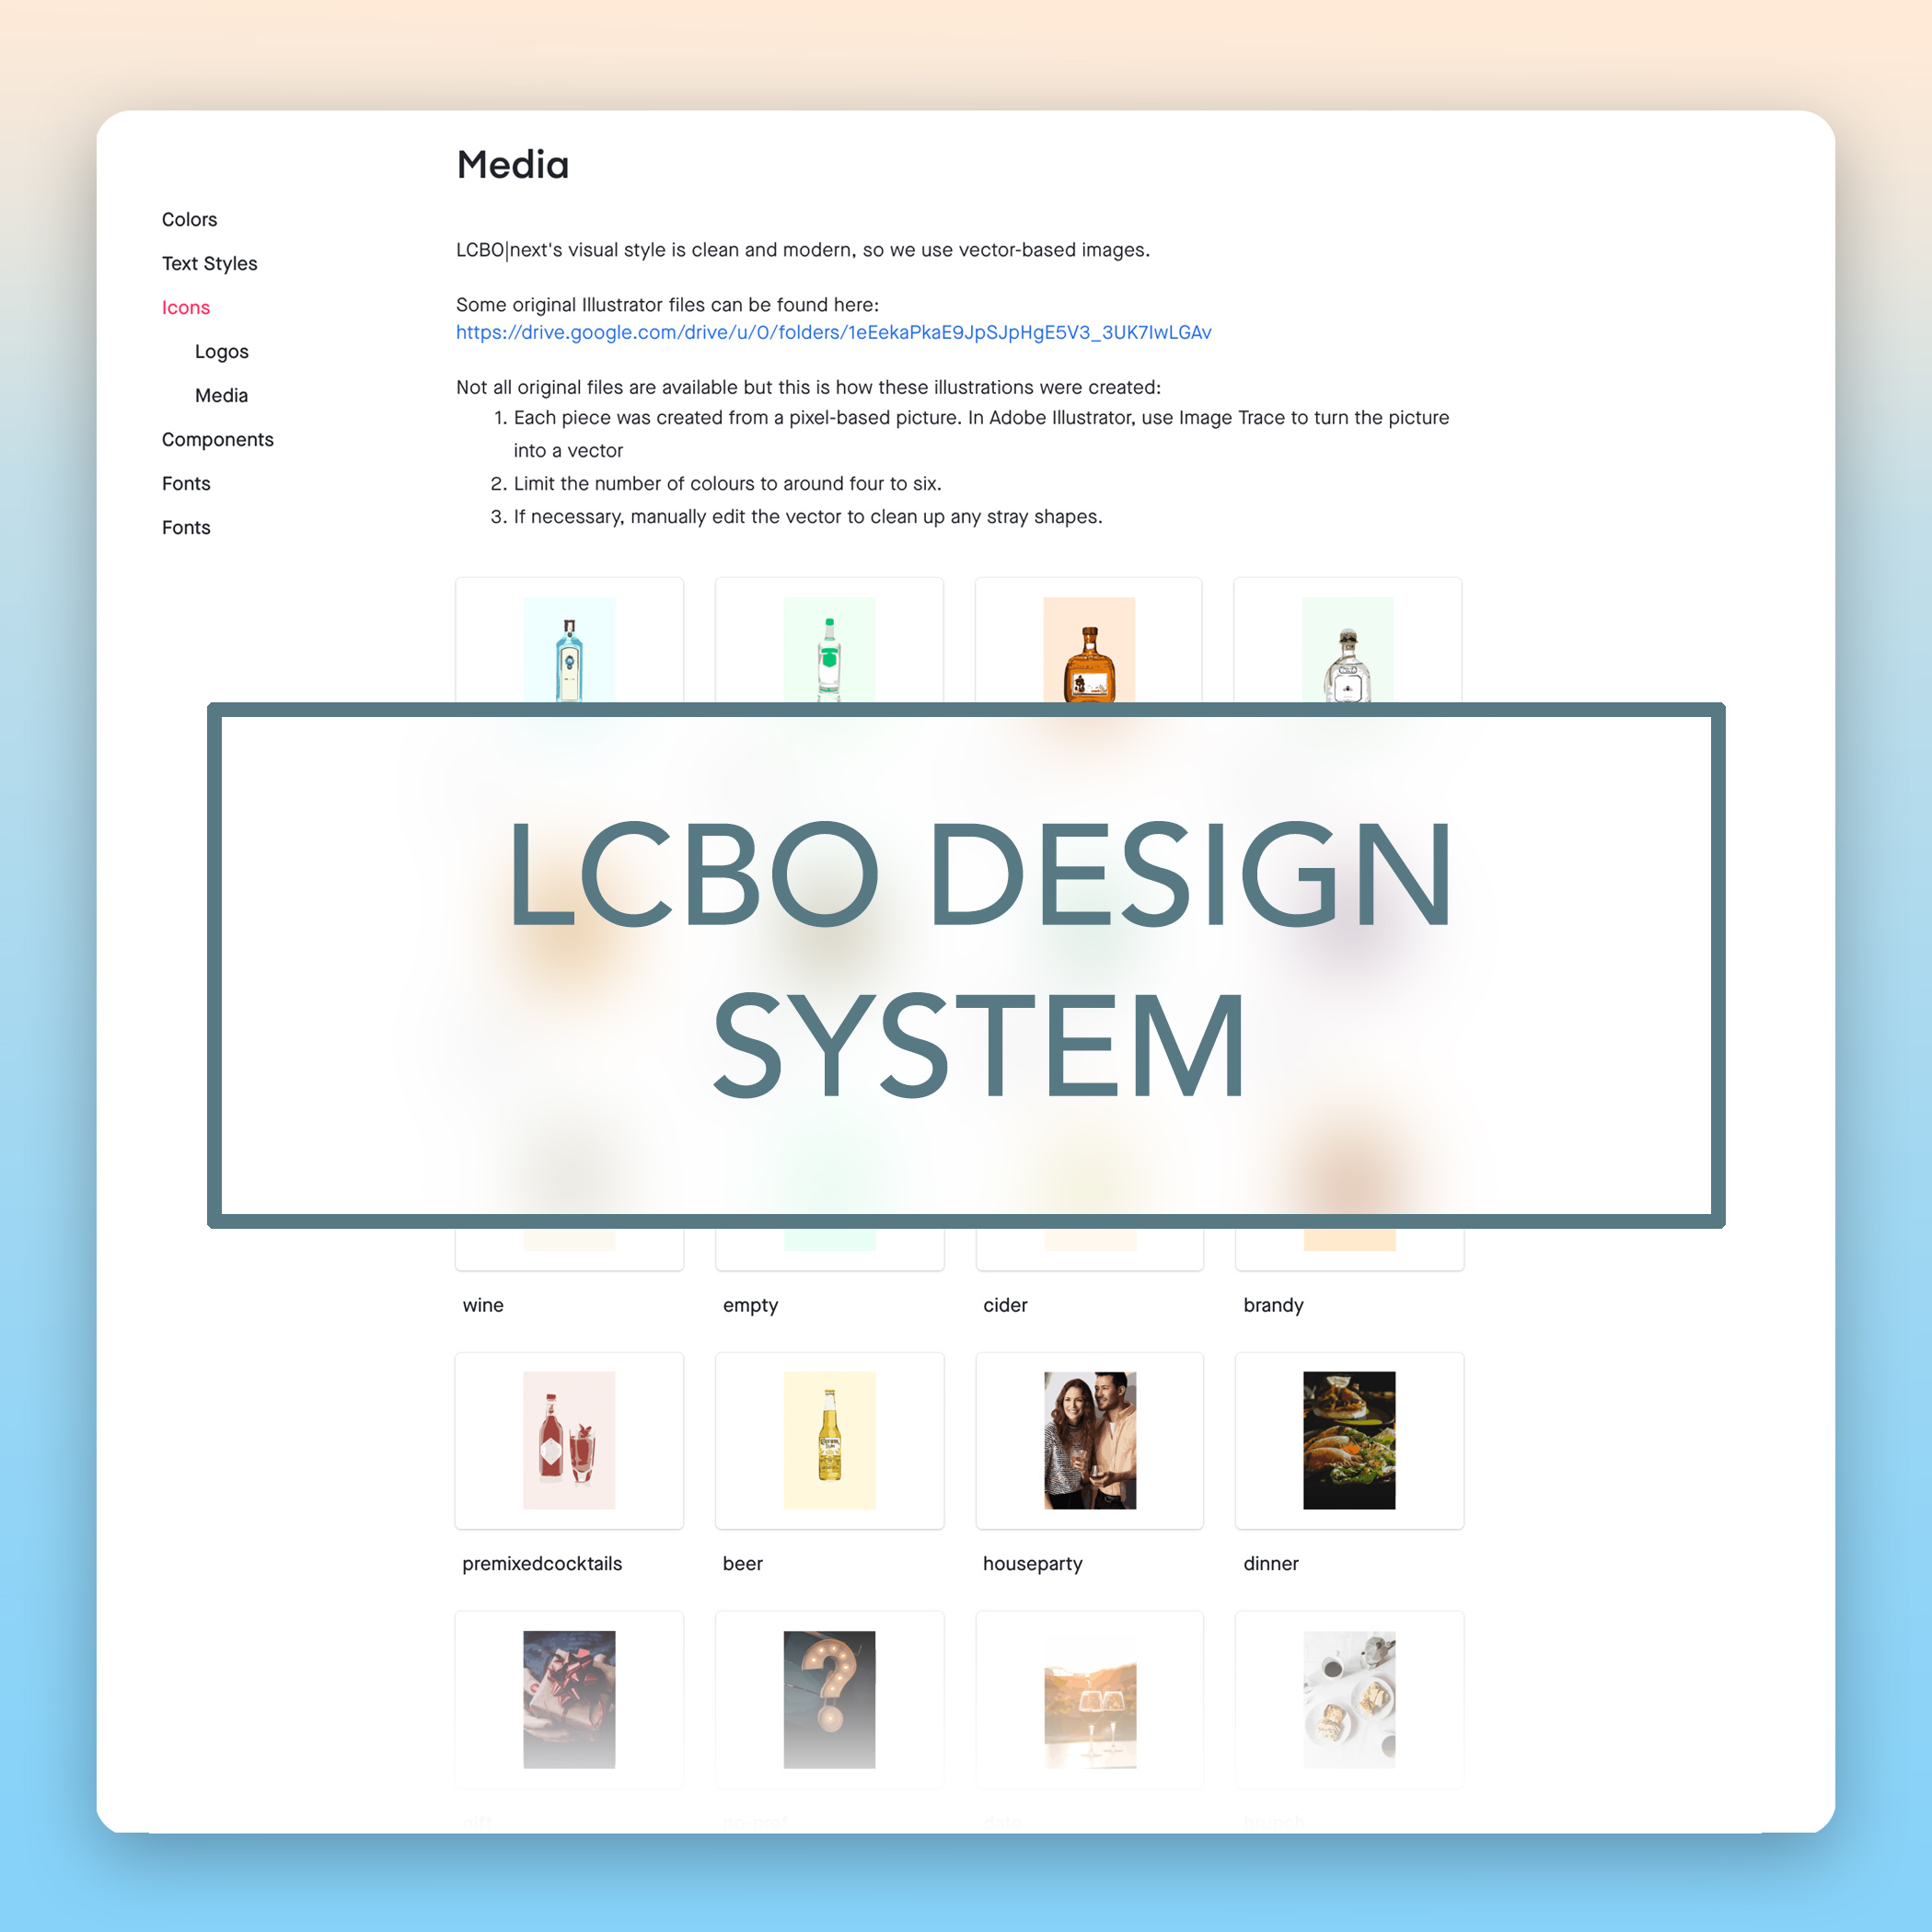 Media
Colors
Text Styles
Icons
Logos
Media
Components
Fonts
Fonts
LCBO|next's visual style is clean and modern, so we use vector-based images.
Some original Illustrator files can be found here:
https://drive.google.com/drive/u/0/folders/1eEekaPkaE9JpSJpHgE5V3_3UK7IwLGAv
Not all original files are available but this is how these illustrations were created:
1. Each piece was created from a pixel-based picture. In Adobe Illustrator, use Image Trace to turn the picture
into a vector
2. Limit the number of colours to around four to six.
3. If necessary, manually edit the vector to clean up any stray shapes.
LCBO DESIGN
SYSTEM
wine
empty
cider
brandy
premixedcocktails
beer
houseparty
dinner
gift
no-pref
date
brunch